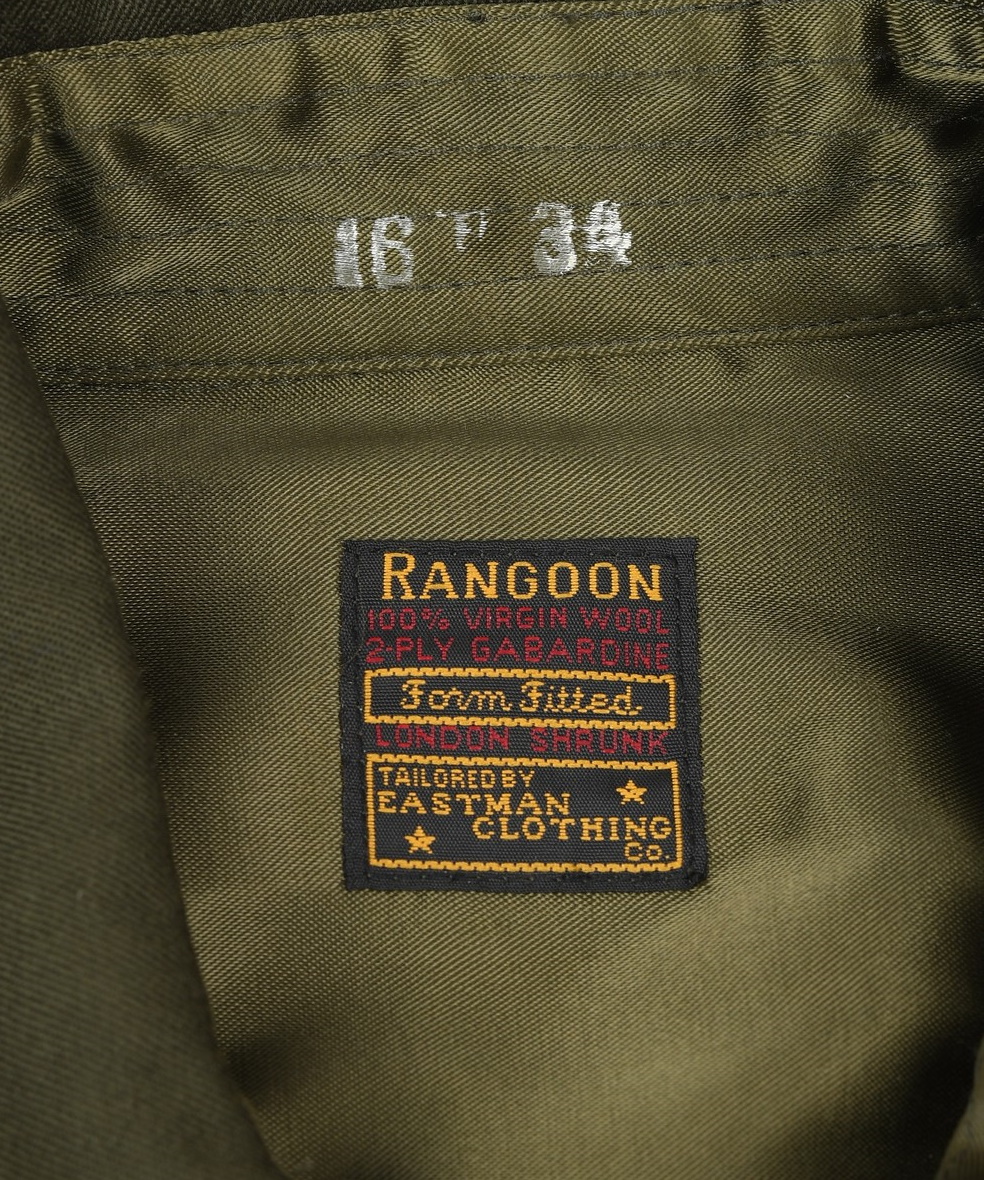 16 34
RANGOON
100% VIRGIN WOOL
2-PLY GABARDINE
Form Fitted
LONDON SHRUNK
TAILORED BY
EASTMAN
CLOTHING
Co.